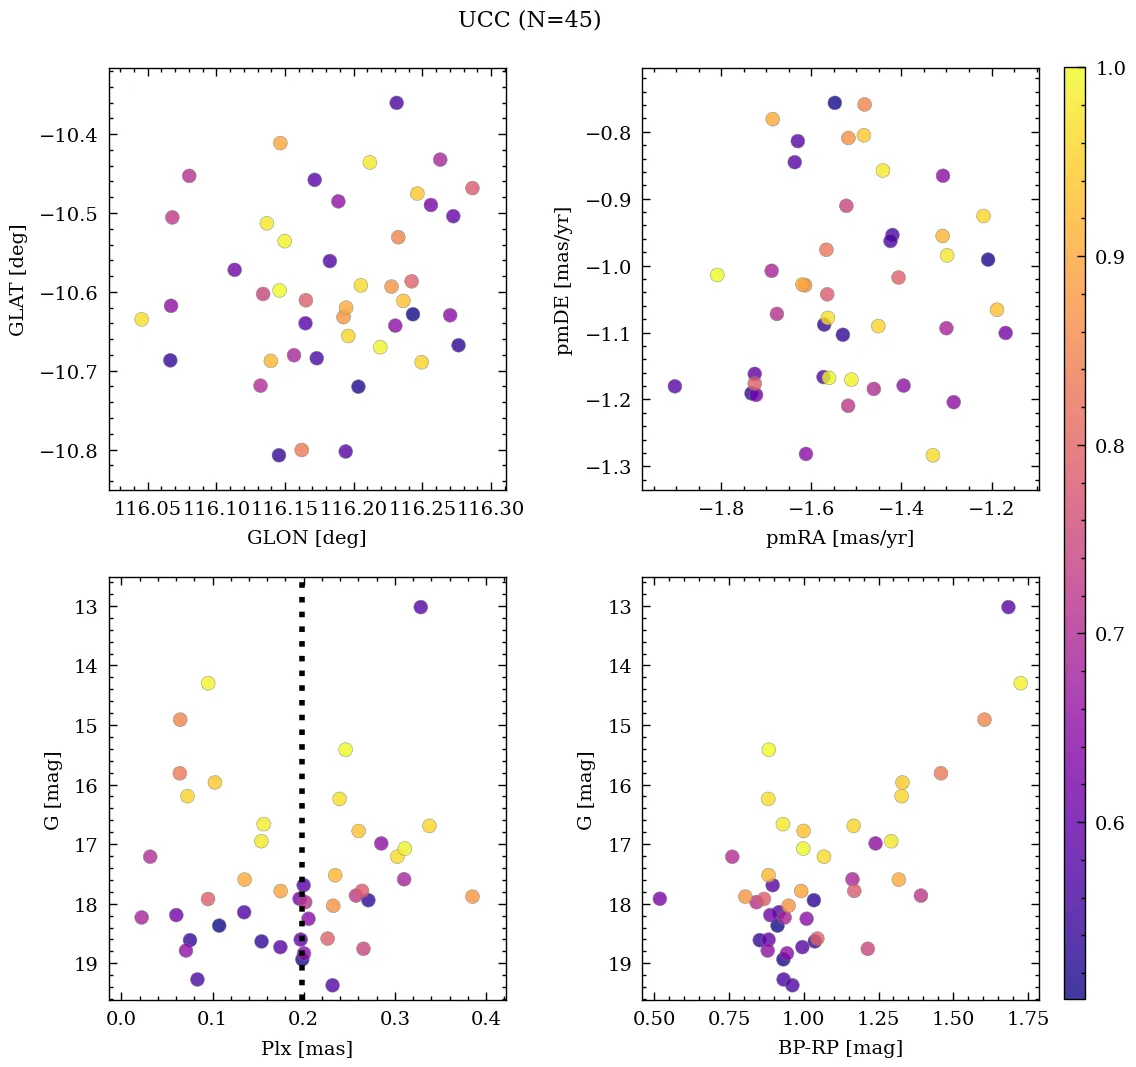 UCC (N=45)
−10.4
−10.5
−10.6
−10.7
−10.8
GLAT [deg]
116.05 116.10 116.15 116.20 116.25 116.30
GLON [deg]
−0.8
−0.9
−1.0
−1.1
−1.2
−1.3
pmDE [mas/yr]
−1.8 −1.6 −1.4 −1.2
pmRA [mas/yr]
1.0
0.9
0.8
0.7
0.6
13
14
15
16
17
18
19
G [mag]
0.0 0.1 0.2 0.3 0.4
Plx [mas]
13
14
15
16
17
18
19
G [mag]
0.50 0.75 1.00 1.25 1.50 1.75
BP-RP [mag]